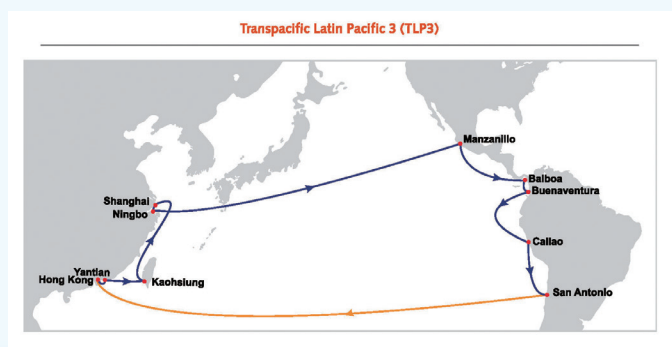 Transpacific Latin Pacific 3 (TLP3)
Manzanillo
Balboa
Buenaventura
Shanghai
Ningbo
Callao
Yantian
Hong Kong
Kaohsiung
San Antonio